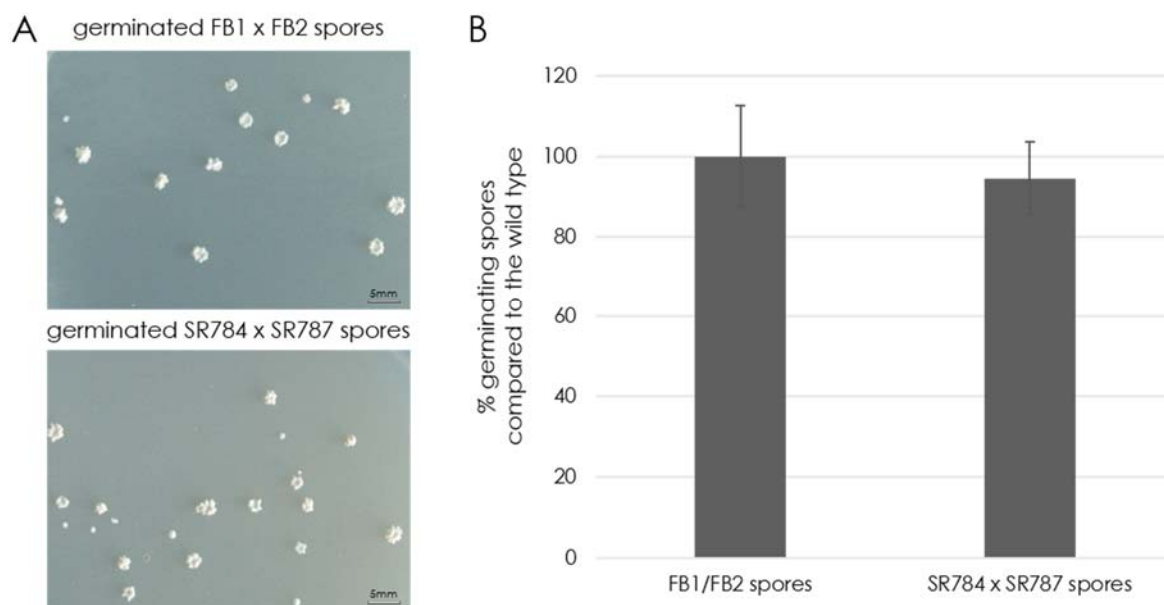 A
germinated FB1 x FB2 spores
5mm
germinated SR784 x SR787 spores
5mm
B
% germinating spores
compared to the wild type
120
100
80
60
40
20
0
FB1/FB2 spores
SR784 x SR787 spores